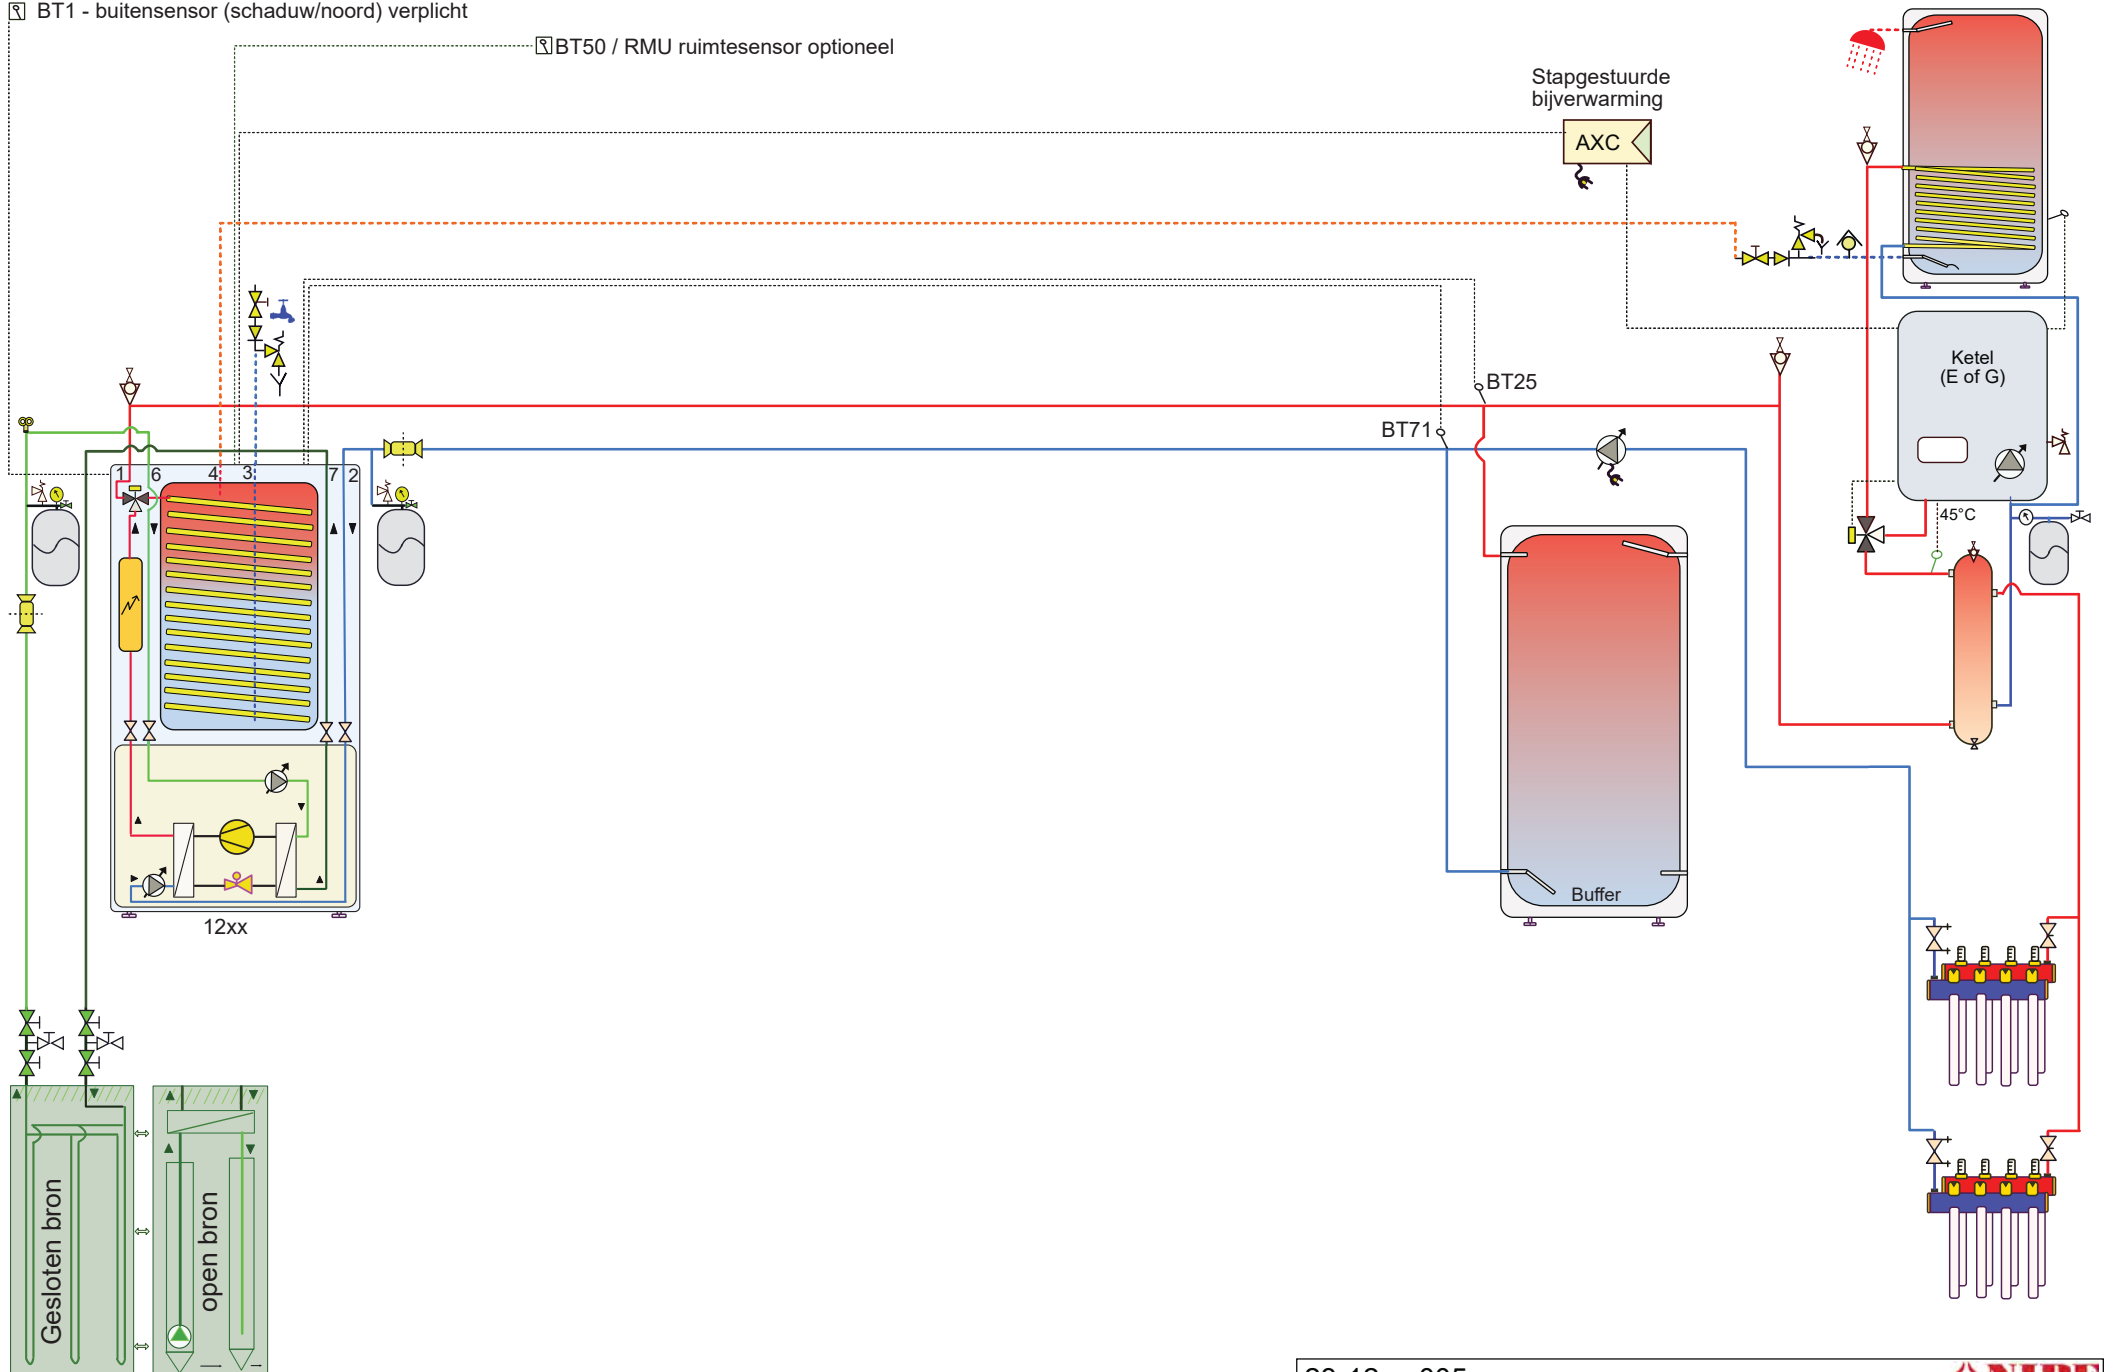 BT1 - buitensensor (schaduw/noord) verplicht
BT50 / RMU ruimtesensor optioneel
Stapgestuurde
bijverwarming
AXC
Ketel
(E of G)
BT25
BT71
1 6 4 3 7 2
45°C
Buffer
12xx
Gesloten bron
open bron
NIBE